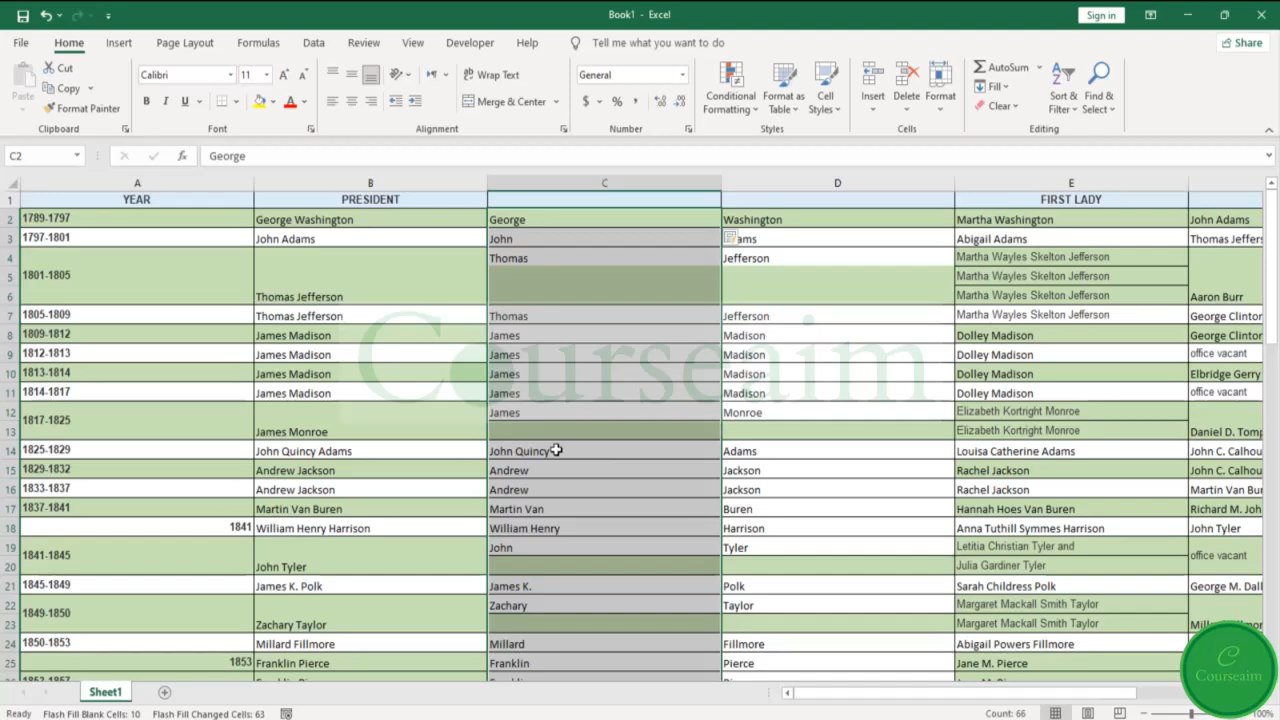 Book1 - Excel
Sign in
File Home Insert Page Layout Formulas Data Review View Developer Help Tell me what you want to do Share
Paste Cut Copy Format Painter Clipboard
Calibri 11 A A B I U A Font
Wrap Text Merge & Center Alignment
General $ % , Number
Conditional Formatting Format as Table Cell Styles Styles
Insert Delete Format Cells
AutoSum Fill Clear Sort & Filter Find & Select Editing
C2 fx George
A B C D E
1 YEAR PRESIDENT FIRST LADY
2 1789-1797 George Washington George Washington Martha Washington John Adams
3 1797-1801 John Adams John ams Abigail Adams Thomas Jeffers
4 Thomas Jefferson Martha Wayles Skelton Jefferson
5 1801-1805 Martha Wayles Skelton Jefferson
6 Thomas Jefferson Martha Wayles Skelton Jefferson Aaron Burr
7 1805-1809 Thomas Jefferson Thomas Jefferson Martha Wayles Skelton Jefferson George Clinton
8 1809-1812 James Madison James Madison Dolley Madison George Clinton
9 1812-1813 James Madison James Madison Dolley Madison office vacant
10 1813-1814 James Madison James Madison Dolley Madison Elbridge Gerry
11 1814-1817 James Madison James Madison Dolley Madison office vacant
12 1817-1825 James Monroe Elizabeth Kortright Monroe
13 James Monroe Elizabeth Kortright Monroe Daniel D. Tomp
14 1825-1829 John Quincy Adams John Quincy Adams Louisa Catherine Adams John C. Calhou
15 1829-1832 Andrew Jackson Andrew Jackson Rachel Jackson John C. Calhou
16 1833-1837 Andrew Jackson Andrew Jackson Rachel Jackson Martin Van Bur
17 1837-1841 Martin Van Buren Martin Van Buren Hannah Hoes Van Buren Richard M. Joh
18 1841 William Henry Harrison William Henry Harrison Anna Tuthill Symmes Harrison John Tyler
19 1841-1845 John Tyler Letitia Christian Tyler and office vacant
20 John Tyler Julia Gardiner Tyler
21 1845-1849 James K. Polk James K. Polk Sarah Childress Polk George M. Dall
22 1849-1850 Zachary Taylor Margaret Mackall Smith Taylor
23 Zachary Taylor Margaret Mackall Smith Taylor
24 1850-1853 Millard Fillmore Millard Fillmore Abigail Powers Fillmore
25 1853 Franklin Pierce Franklin Pierce Jane M. Pierce
Courseaim
C
Courseaim
Sheet1
Ready Flash Fill Blank Cells: 10 Flash Fill Changed Cells: 63 Count: 66 100%